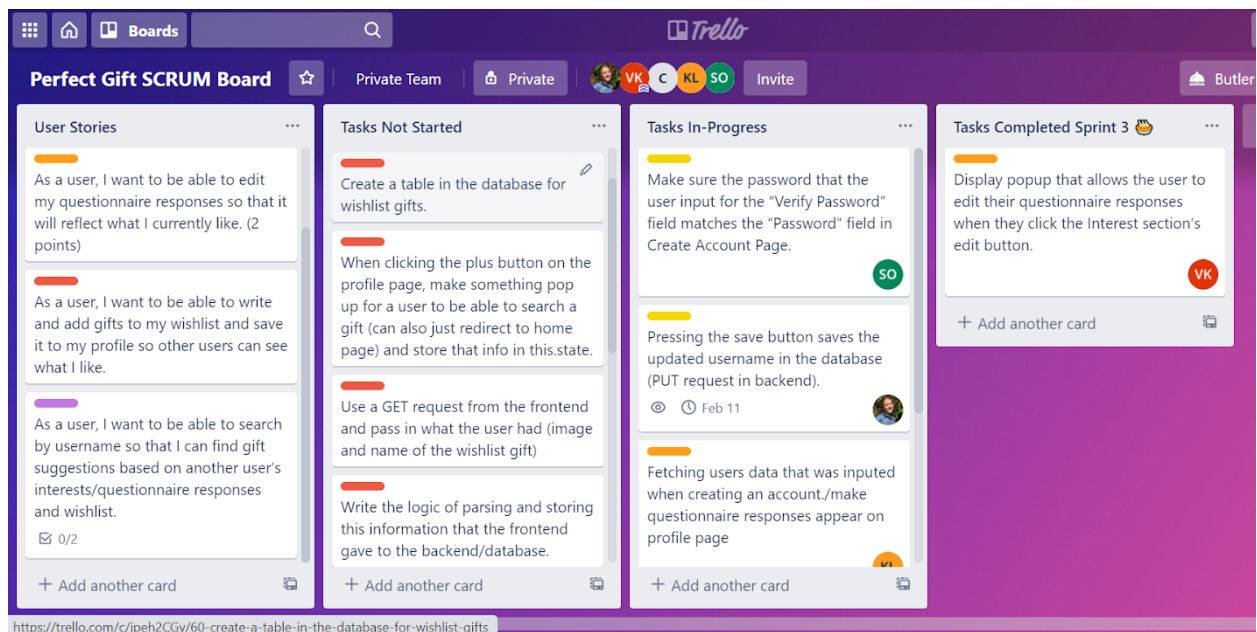 Boards
Trello
Perfect Gift SCRUM Board
Private Team
Private
VK
C
KL
SO
Invite
Butler
User Stories
As a user, I want to be able to edit
my questionnaire responses so that it
will reflect what I currently like. (2
points)
As a user, I want to be able to write
and add gifts to my wishlist and save
it to my profile so other users can see
what I like.
As a user, I want to be able to search
by username so that I can find gift
suggestions based on another user's
interests/questionnaire responses
and wishlist.
0/2
+ Add another card
Tasks Not Started
Create a table in the database for
wishlist gifts.
When clicking the plus button on the
profile page, make something pop
up for a user to be able to search a
gift (can also just redirect to home
page) and store that info in this.state.
Use a GET request from the frontend
and pass in what the user had (image
and name of the wishlist gift)
Write the logic of parsing and storing
this information that the frontend
gave to the backend/database.
+ Add another card
Tasks In-Progress
Make sure the password that the
user input for the “Verify Password”
field matches the “Password” field in
Create Account Page.
SO
Pressing the save button saves the
updated username in the database
(PUT request in backend).
Feb 11
Fetching users data that was inputed
when creating an account./make
questionnaire responses appear on
profile page
KL
+ Add another card
Tasks Completed Sprint 3
Display popup that allows the user to
edit their questionnaire responses
when they click the Interest section's
edit button.
VK
+ Add another card
https://trello.com/c/jpeh2CGv/60-create-a-table-in-the-database-for-wishlist-gifts